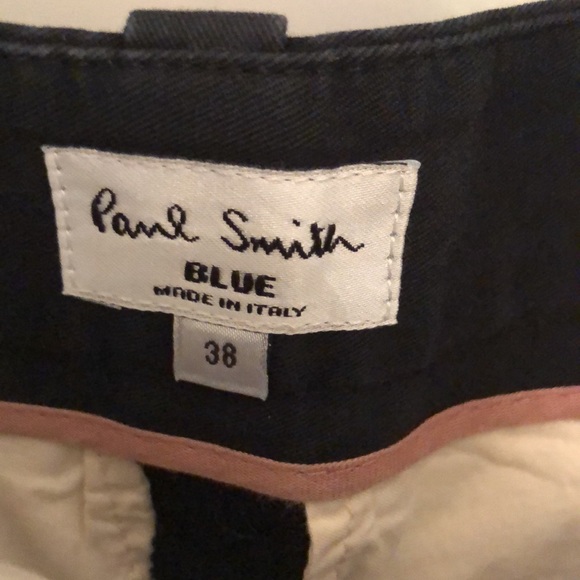 Paul Smith
BLUE
MADE IN ITALY
38